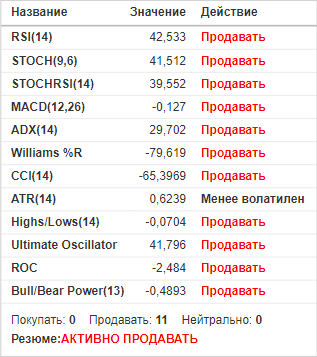 Название Значение Действие
RSI(14) 42,533 Продавать
STOCH(9,6) 41,512 Продавать
STOCHRSI(14) 39,552 Продавать
MACD(12,26) -0,127 Продавать
ADX(14) 29,702 Продавать
Williams %R -79,619 Продавать
CCI(14) -65,3969 Продавать
ATR(14) 0,6239 Менее волатилен
Highs/Lows(14) -0,0704 Продавать
Ultimate Oscillator 41,796 Продавать
ROC -2,484 Продавать
Bull/Bear Power(13) -0,4893 Продавать
Покупать: 0 Продавать: 11 Нейтрально: 0
Резюме:АКТИВНО ПРОДАВАТЬ